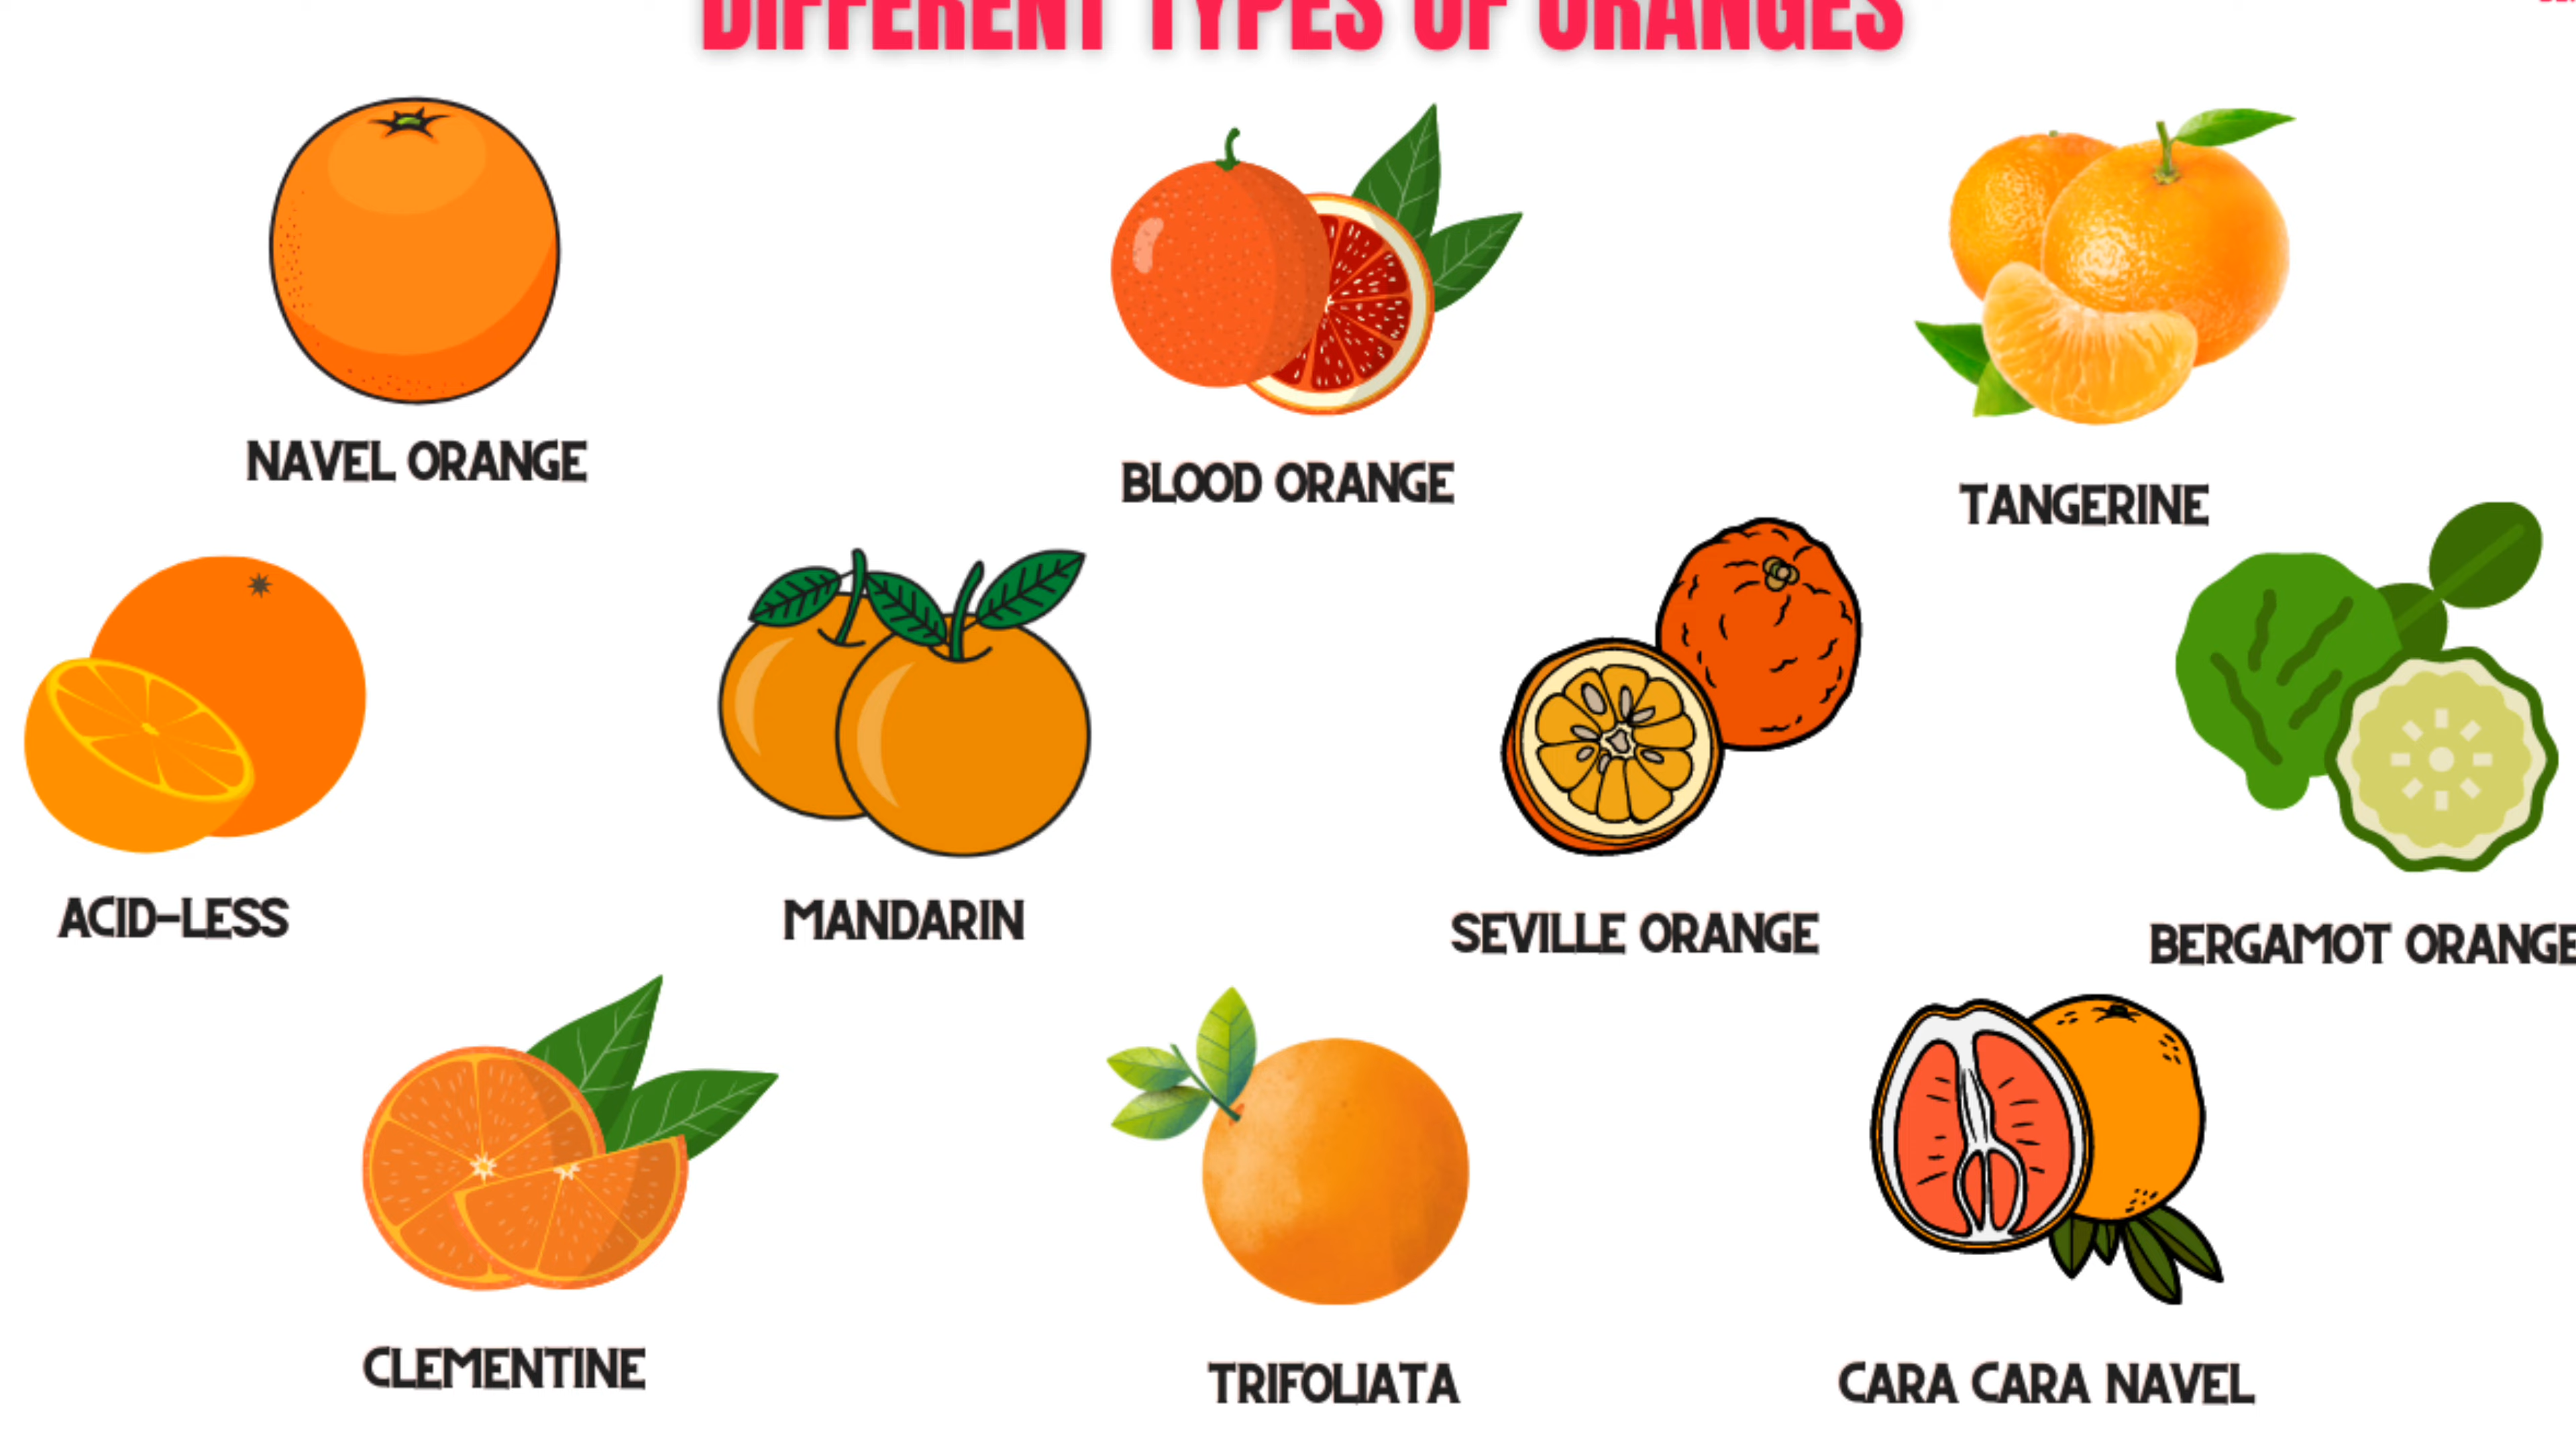 DIFFERENT TYPES OF ORANGES
NAVEL ORANGE
BLOOD ORANGE
TANGERINE
ACID-LESS
MANDARIN
SEVILLE ORANGE
BERGAMOT ORANGE
CLEMENTINE
TRIFOLIATA
CARA CARA NAVEL